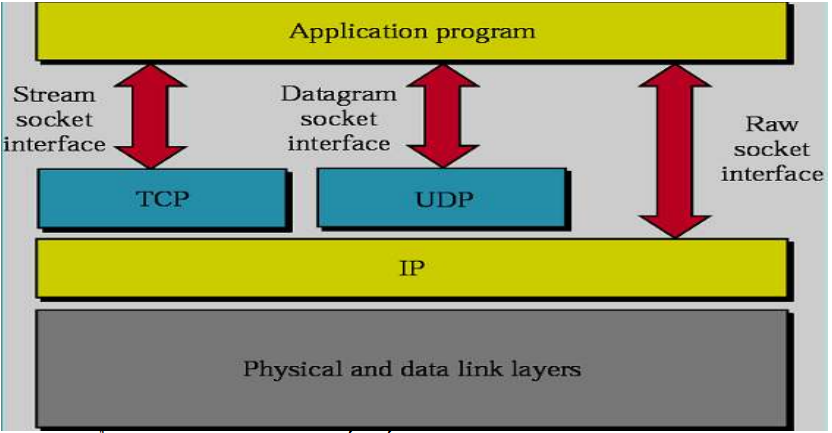 Application program
Stream
socket
interface
Datagram
socket
interface
Raw
socket
interface
TCP
UDP
IP
Physical and data link layers